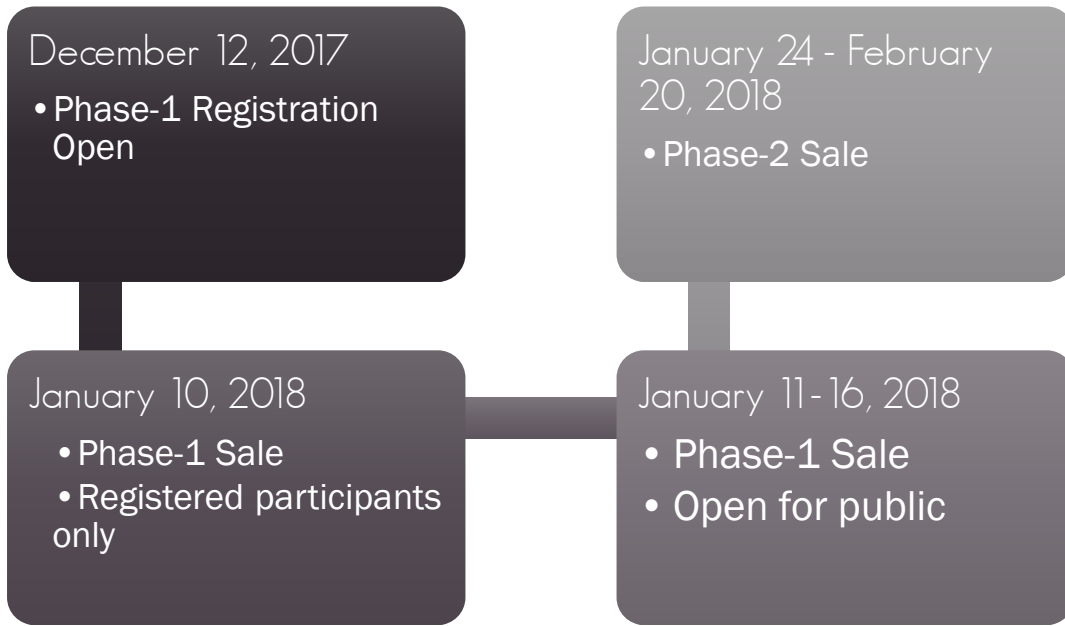 December 12, 2017
•Phase-1 Registration
Open
January 10, 2018
•Phase-1 Sale
•Registered participants
only
January 11-16, 2018
• Phase-1 Sale
• Open for public
January 24 - February
20, 2018
•Phase-2 Sale